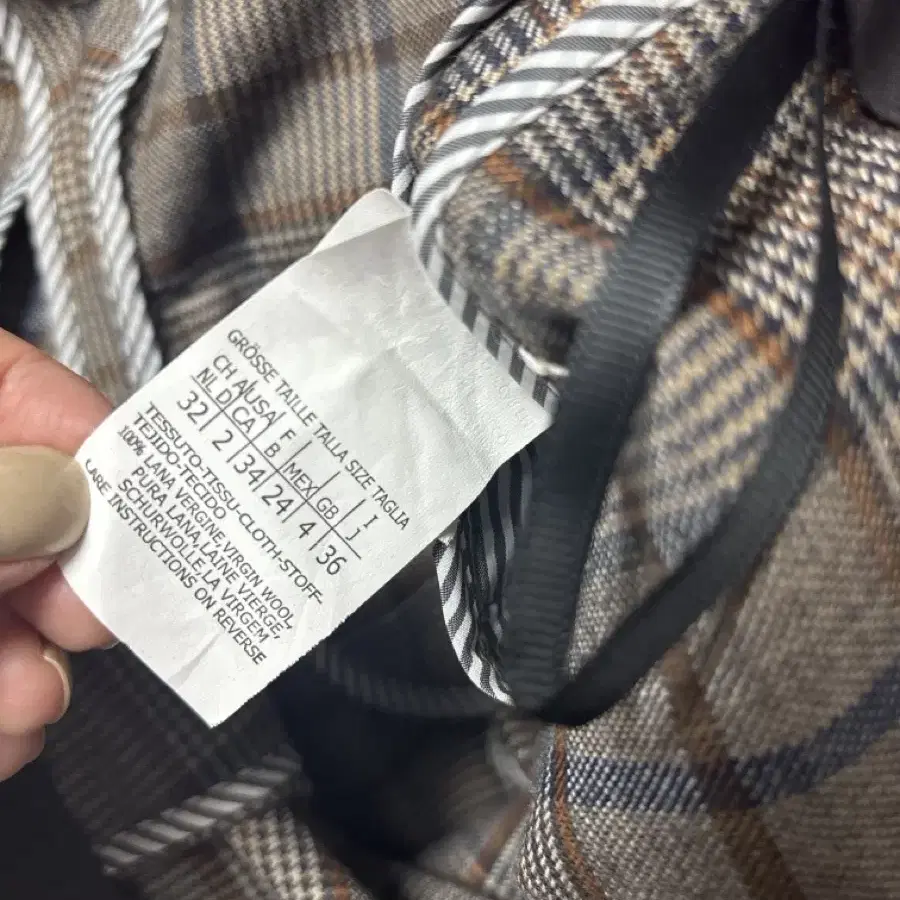 GRÖSSE TAILLE TALLA SIZE TAGLIA
CH A/USA/ F / / I
NLD/CA/ B /MEX/GB/ J
32/ 2 /34/24/ 4 /36
TESSUTO-TISSU-CLOTH-STOFF-
TEJIDO-TECIDO
100% LANA VERGINE,VIRGIN WOOL,
PURA LANA,LAINE VIERGE,
SCHURWOLLE-LA VIRGEM
CARE INSTRUCTIONS ON REVERSE